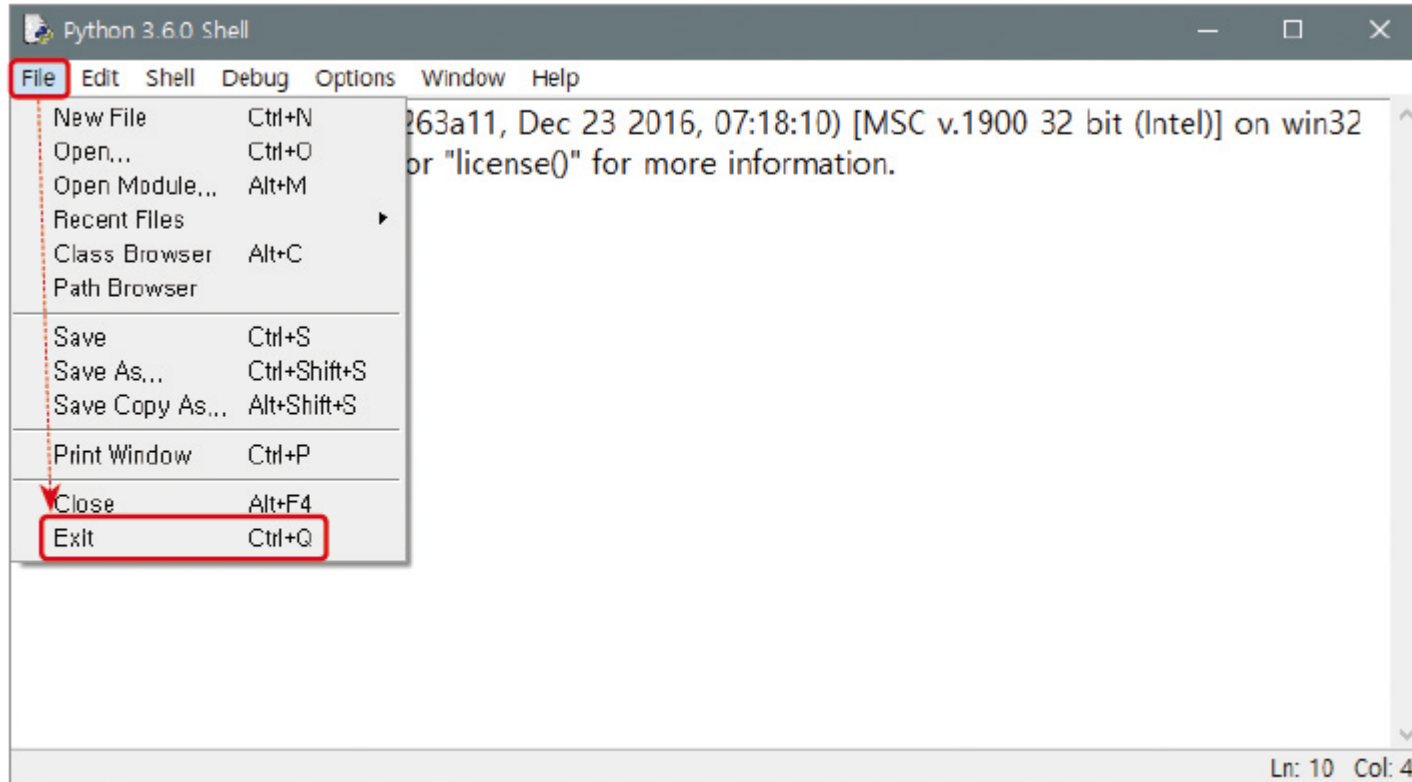 Python 3.6.0 Shell
File Edit Shell Debug Options Window Help
New File Ctrl+N
Open... Ctrl+O
Open Module... Alt+M
Recent Files
Class Browser Alt+C
Path Browser
Save Ctrl+S
Save As... Ctrl+Shift+S
Save Copy As... Alt+Shift+S
Print Window Ctrl+P
Close Alt+F4
Exit Ctrl+Q
263a11, Dec 23 2016, 07:18:10) [MSC v.1900 32 bit (Intel)] on win32
or "license()" for more information.
Ln: 10 Col: 4